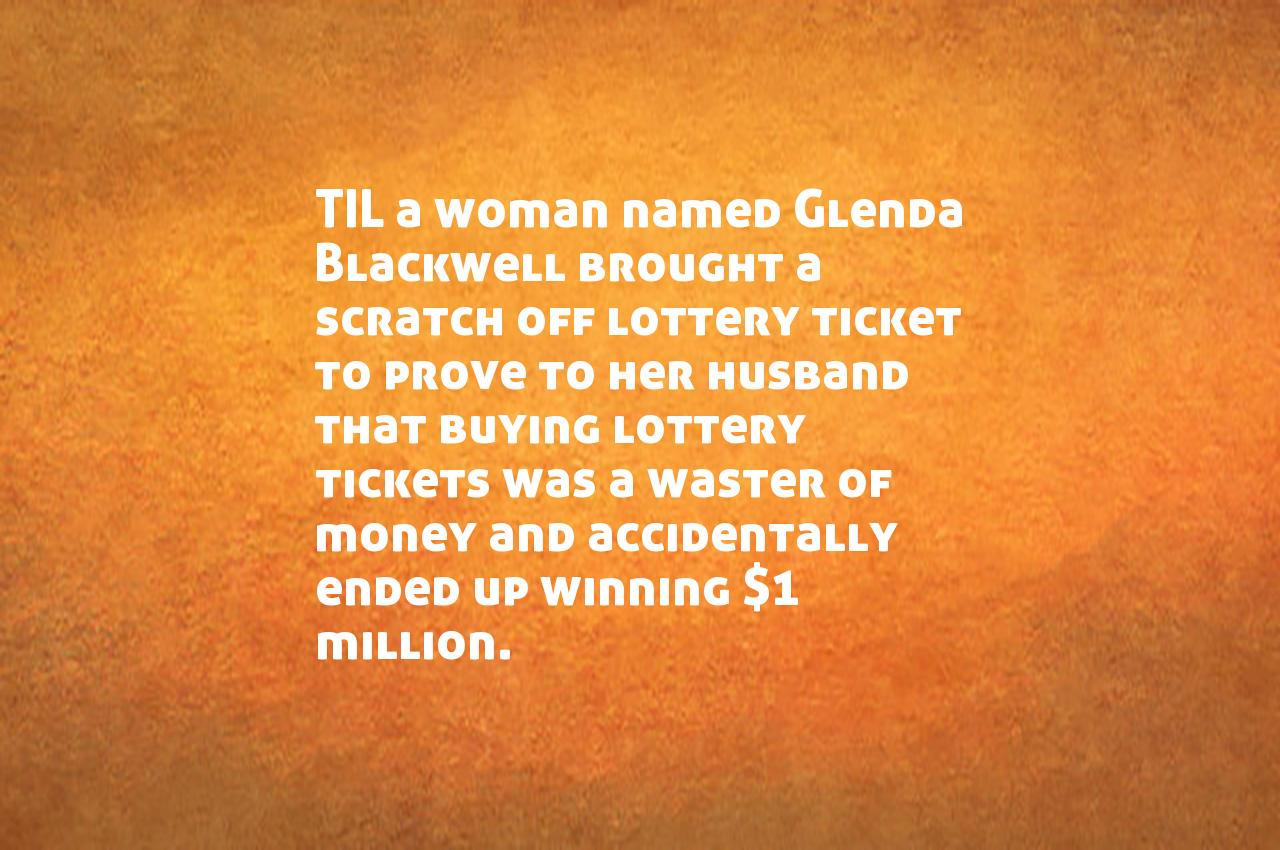 TIL a woman named Glenda
Blackwell brought a
scratch off lottery ticket
to prove to her husband
that buying lottery
tickets was a waster of
money and accidentally
ended up winning $1
million.